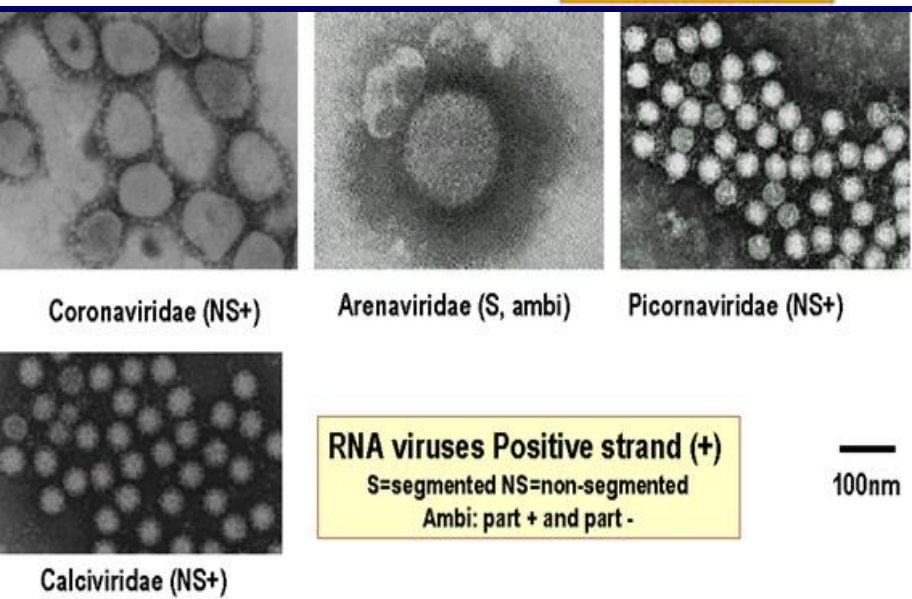 Coronaviridae (NS+)
Arenaviridae (S, ambi)
Picornaviridae (NS+)
RNA viruses Positive strand (+)
S=segmented NS=non-segmented
Ambi: part + and part -
100nm
Calciviridae (NS+)